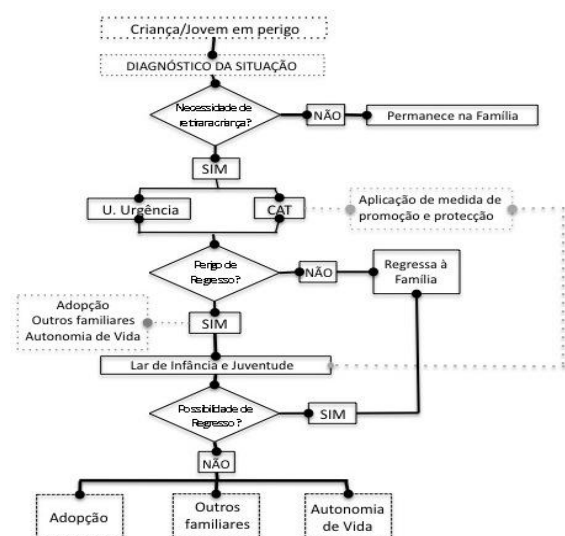 Criança/Jovem em perigo
DIAGNÓSTICO DA SITUAÇÃO
Necessidade de
retirar a criança?
NÃO
Permanece na Família
SIM
U. Urgência
CAT
Aplicação de medida de
promoção e protecção
Perigo de
Regresso?
NÃO
Regressa à
Família
Adopção
Outros familiares
Autonomia de Vida
SIM
Lar de Infância e Juventude
Possibilidade de
Regresso?
SIM
NÃO
Adopção
Outros
familiares
Autonomia
de Vida